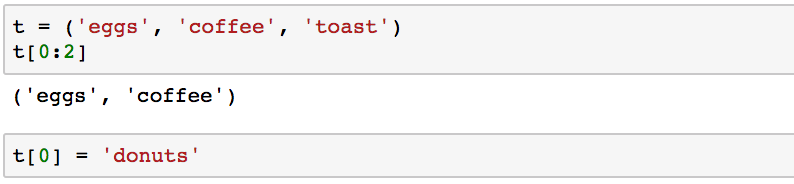 t = ('eggs', 'coffee', 'toast')
t[0:2]
('eggs', 'coffee')
t[0] = 'donuts'